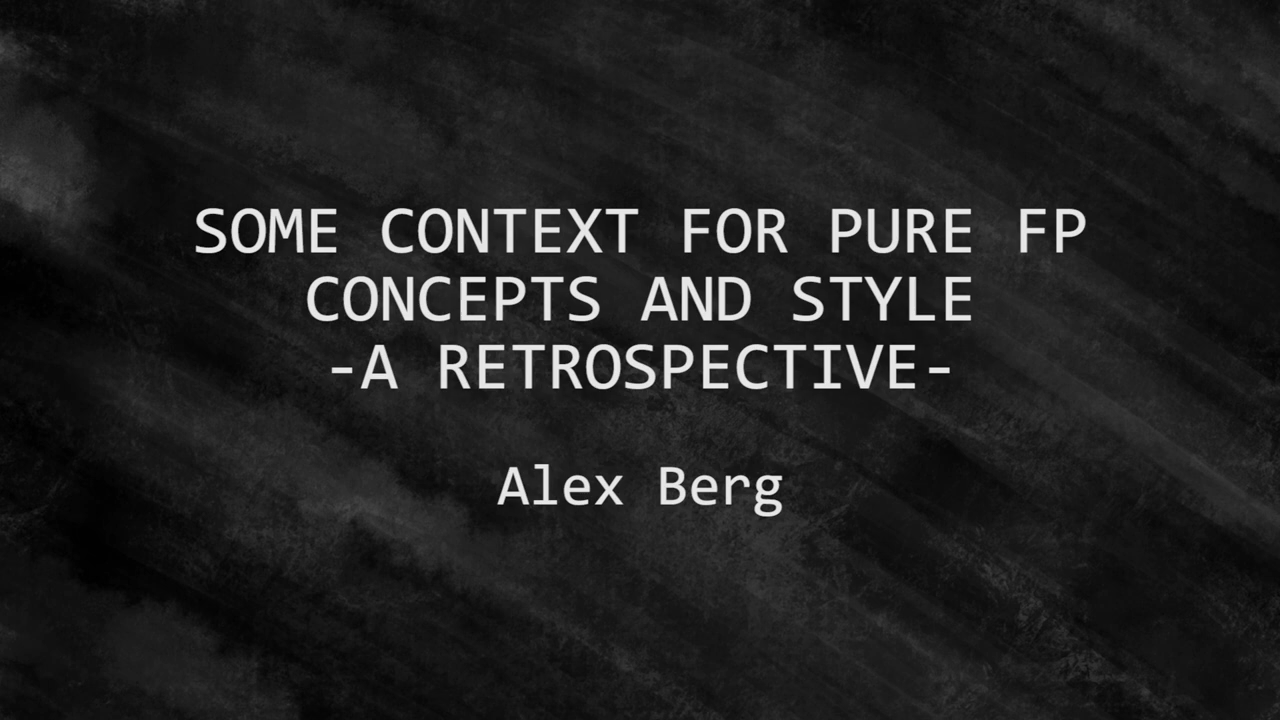 SOME CONTEXT FOR PURE FP
CONCEPTS AND STYLE
-A RETROSPECTIVE-
Alex Berg